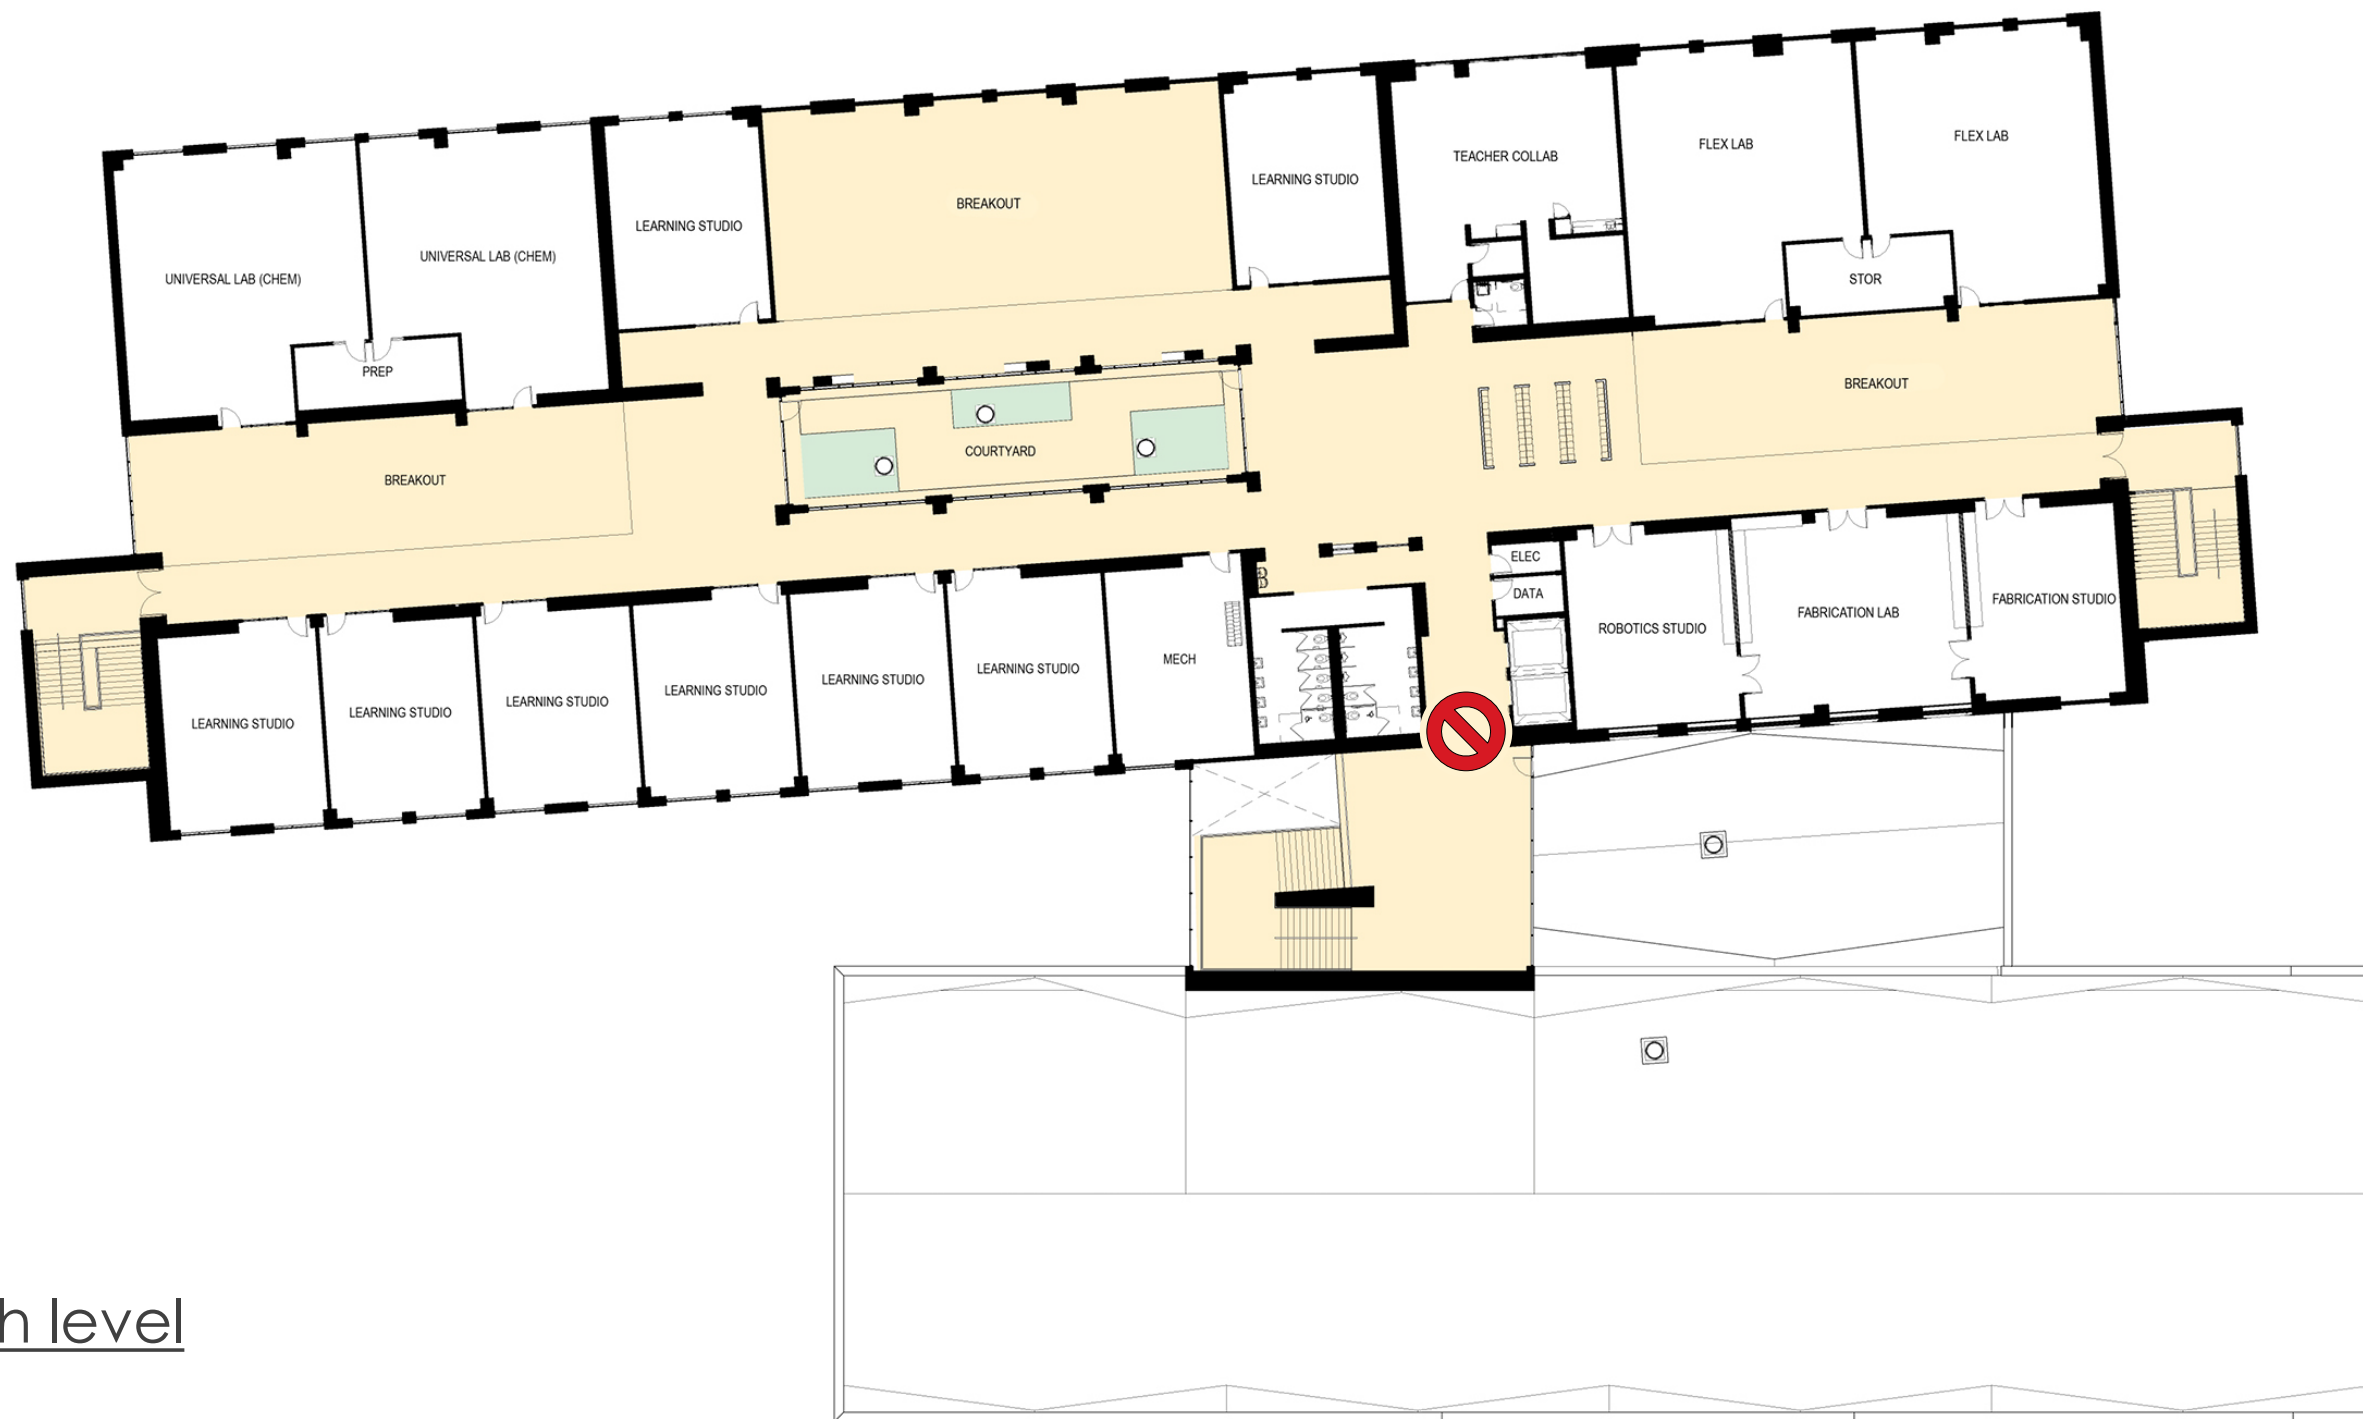 FLEX LAB
FLEX LAB
TEACHER COLLAB
LEARNING STUDIO
BREAKOUT
LEARNING STUDIO
UNIVERSAL LAB (CHEM)
UNIVERSAL LAB (CHEM)
STOR
PREP
BREAKOUT
COURTYARD
BREAKOUT
ELEC
DATA
FABRICATION STUDIO
FABRICATION LAB
ROBOTICS STUDIO
MECH
LEARNING STUDIO
LEARNING STUDIO
LEARNING STUDIO
LEARNING STUDIO
LEARNING STUDIO
LEARNING STUDIO
h level